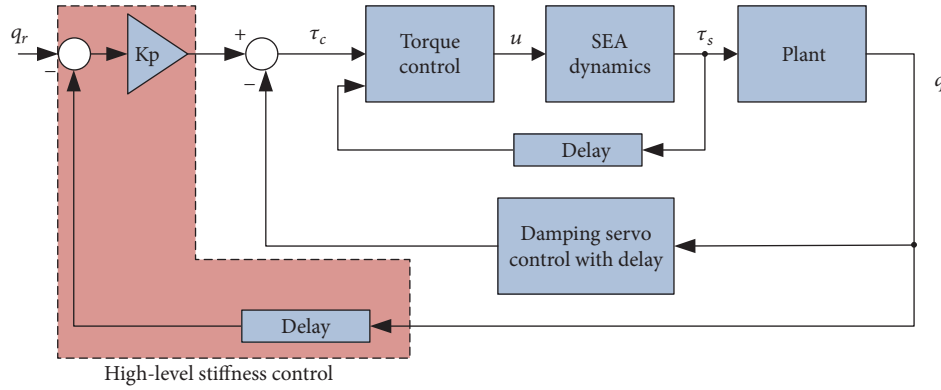 q_r
−
Kp
+
−
τ_c
Torque
control
u
SEA
dynamics
τ_s
Plant
q
Delay
Damping servo
control with delay
Delay
High-level stiffness control